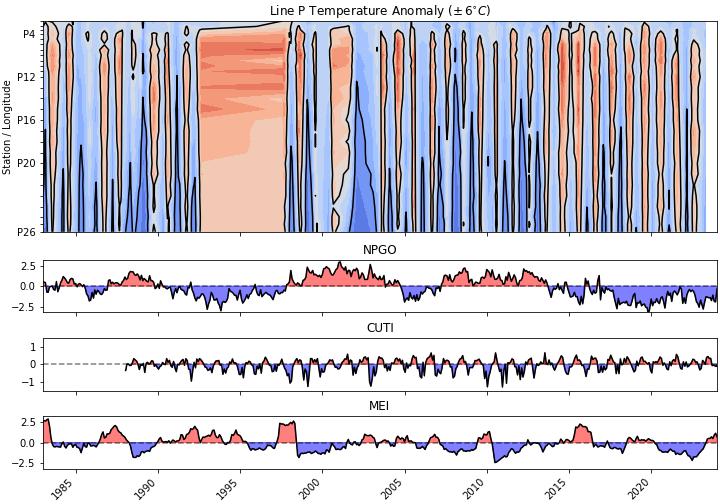 Line P Temperature Anomaly (± 6°C)
Station / Longitude
P4
P12
P16
P20
P26
NPGO
2.5
0.0
−2.5
CUTI
1
0
−1
MEI
2.5
0.0
−2.5
1985
1990
1995
2000
2005
2010
2015
2020